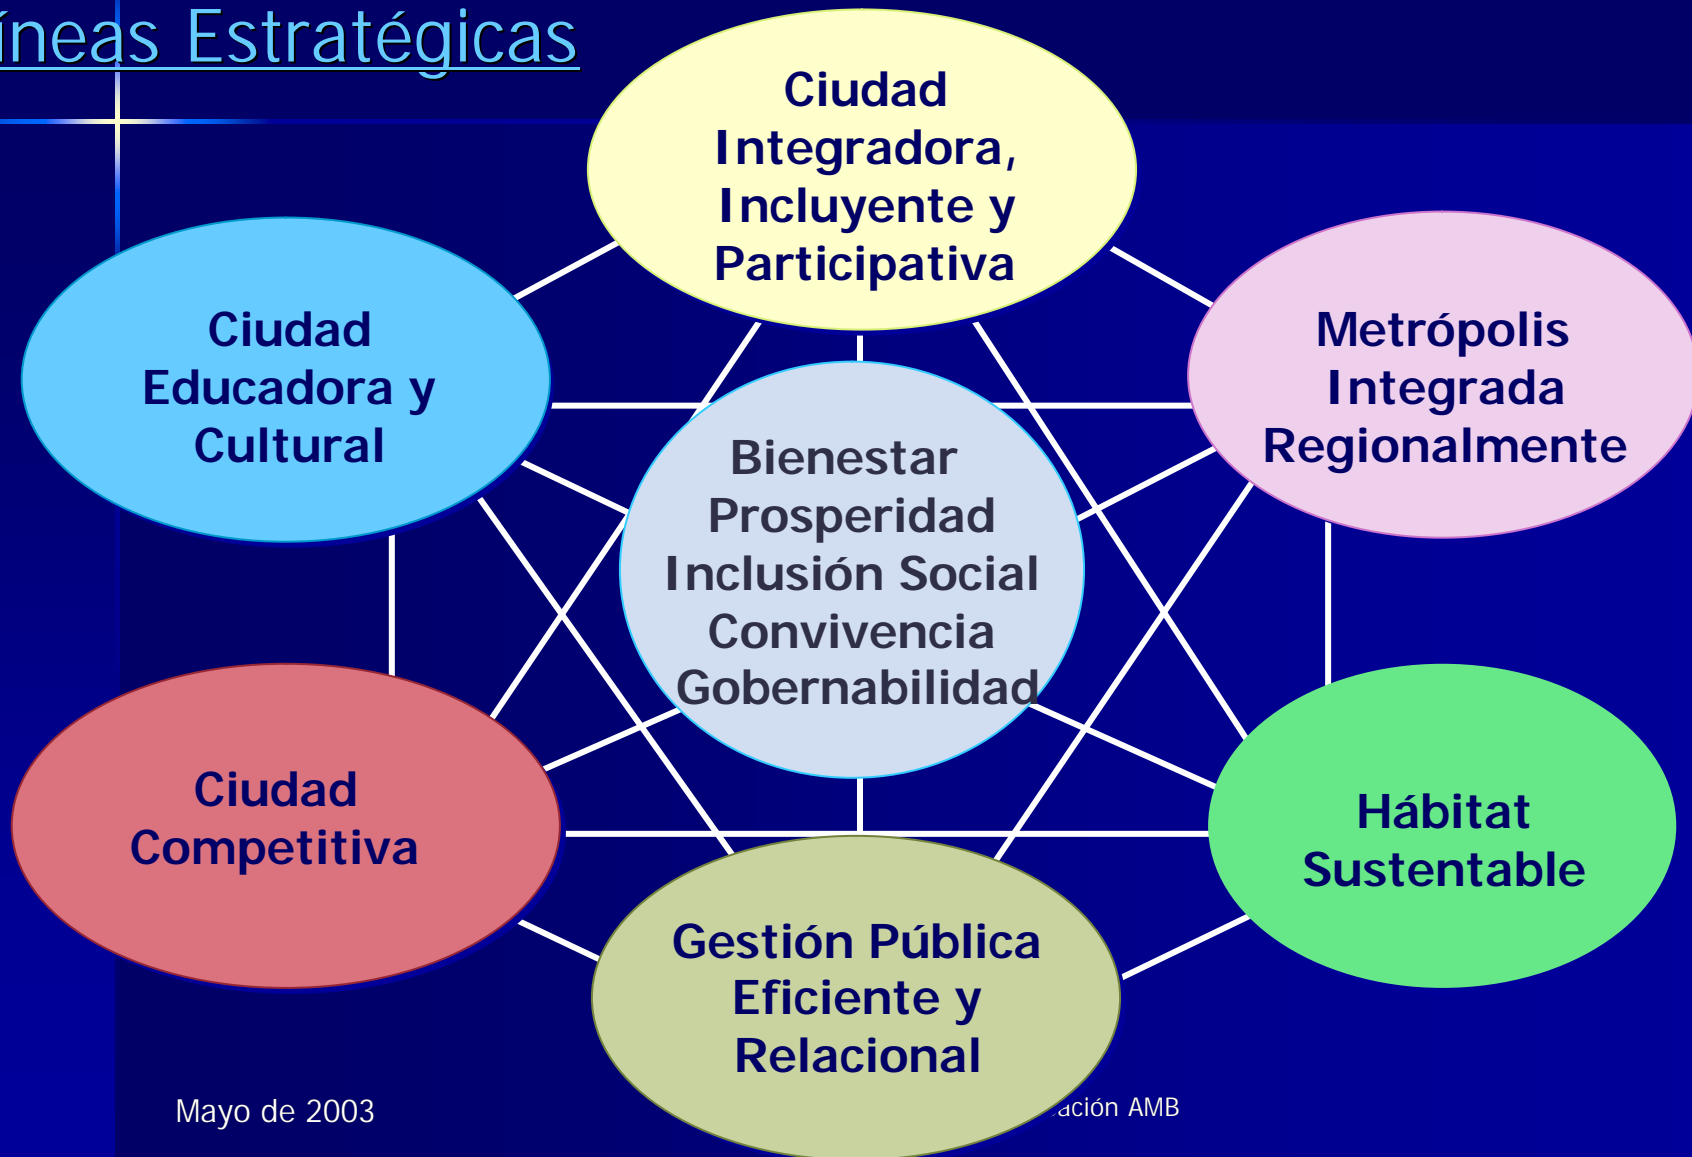 íneas Estratégicas
Ciudad
Integradora,
Incluyente y
Participativa
Ciudad
Educadora y
Cultural
Metrópolis
Integrada
Regionalmente
Bienestar
Prosperidad
Inclusión Social
Convivencia
Gobernabilidad
Ciudad
Competitiva
Hábitat
Sustentable
Gestión Pública
Eficiente y
Relacional
Mayo de 2003
ación AMB